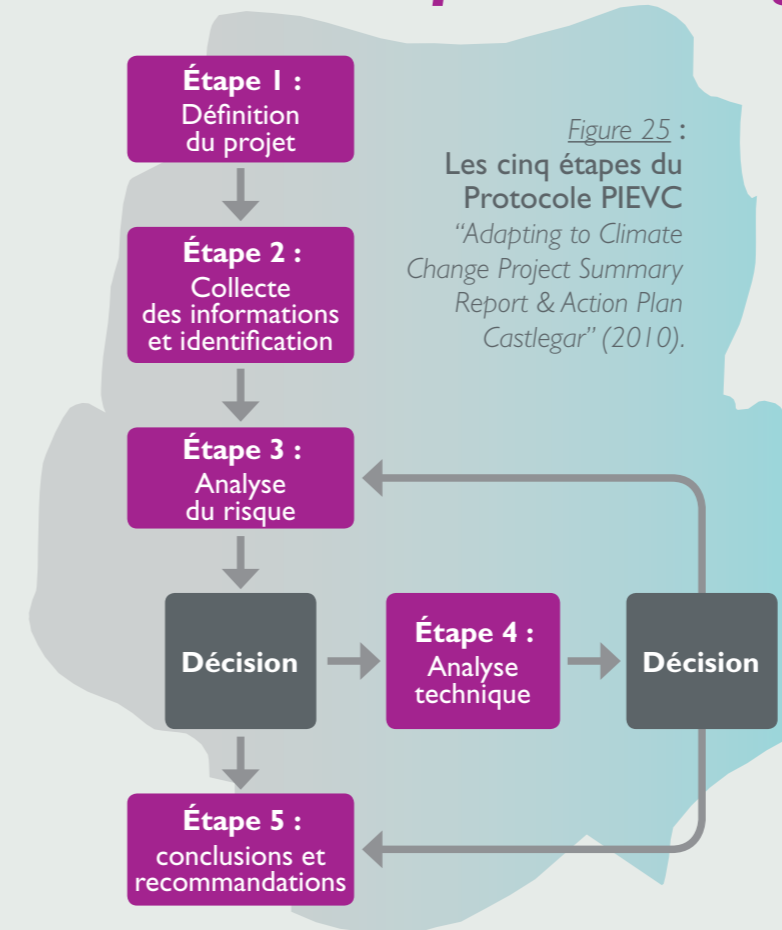 Étape 1 :
Définition
du projet
Figure 25 :
Les cinq étapes du
Protocole PIEVC
“Adapting to Climate
Change Project Summary
Report & Action Plan
Castlegar” (2010).
Étape 2 :
Collecte
des informations
et identification
Étape 3 :
Analyse
du risque
Décision
Étape 4 :
Analyse
technique
Décision
Étape 5 :
conclusions et
recommandations